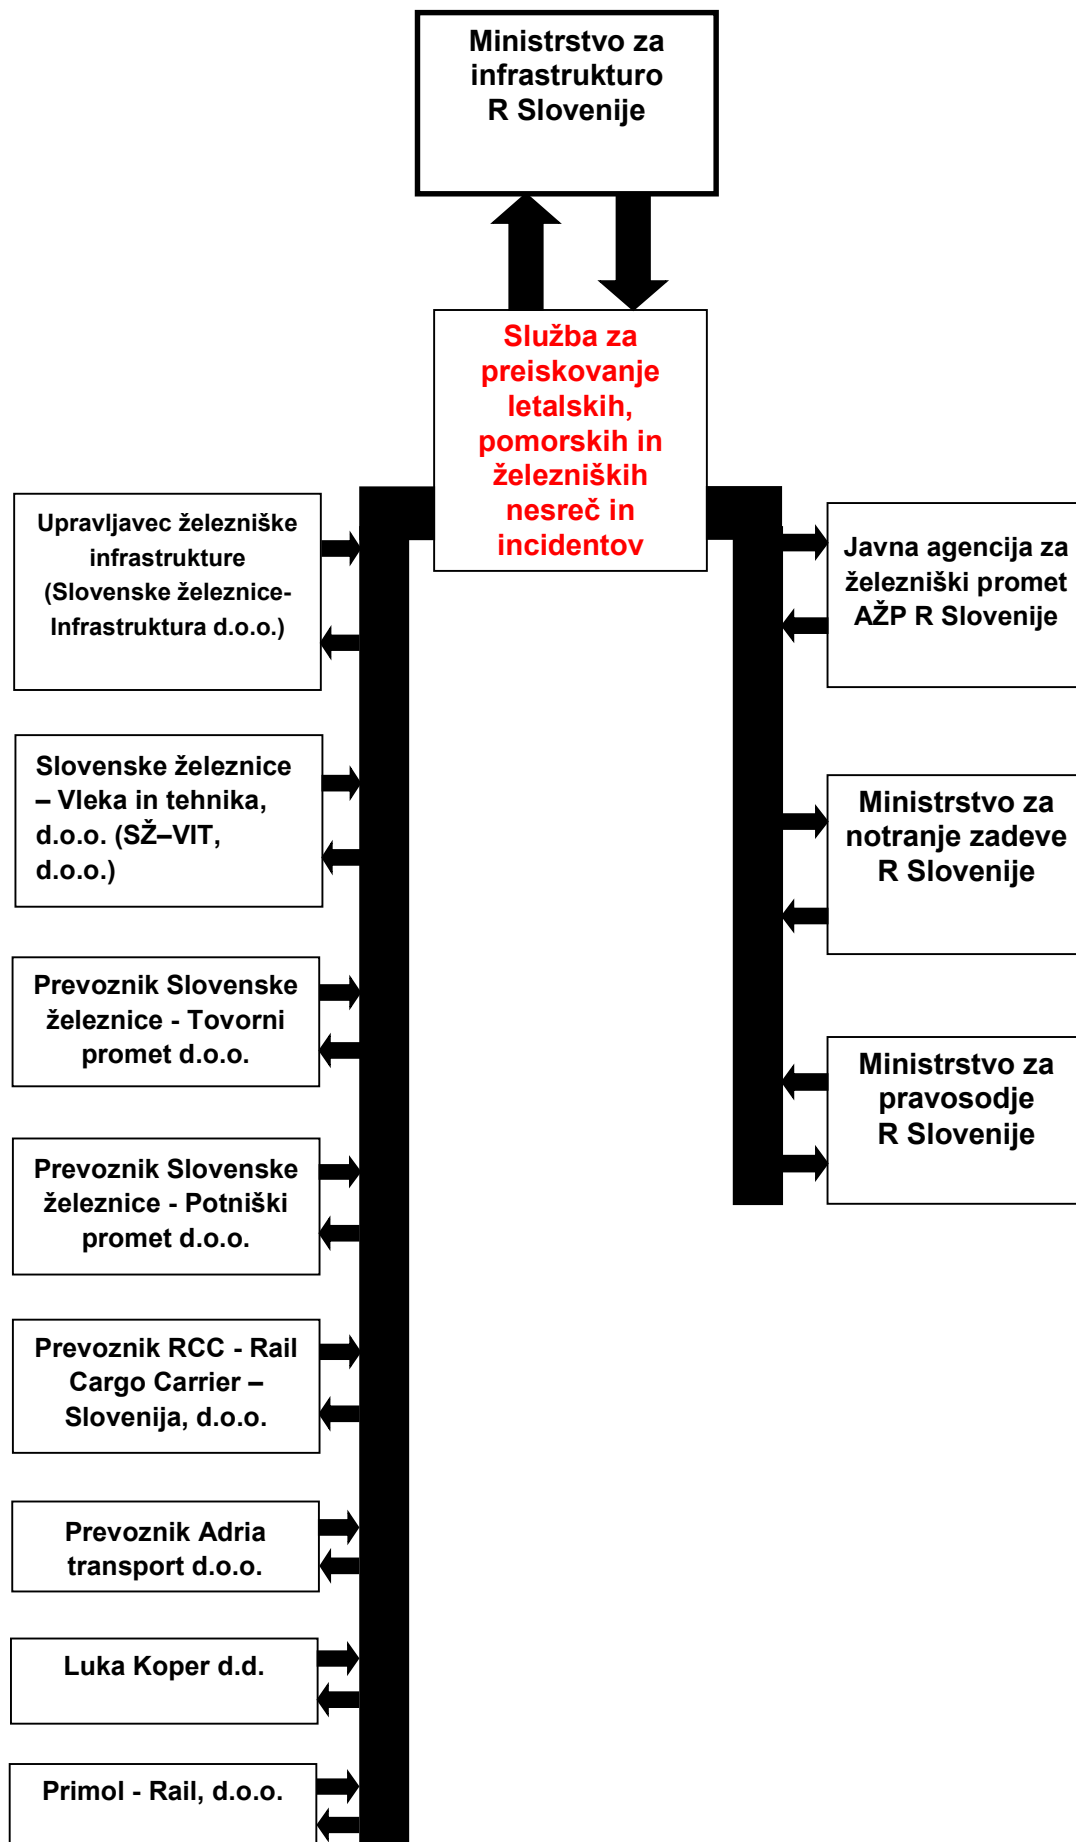 Ministrstvo za
infrastrukturo
R Slovenije
Služba za
preiskovanje
letalskih,
pomorskih in
železniških
nesreč in
incidentov
Upravljavec železniške
infrastrukture
(Slovenske železnice-
Infrastruktura d.o.o.)
Slovenske železnice
– Vleka in tehnika,
d.o.o. (SŽ–VIT,
d.o.o.)
Prevoznik Slovenske
železnice - Tovorni
promet d.o.o.
Prevoznik Slovenske
železnice - Potniški
promet d.o.o.
Prevoznik RCC - Rail
Cargo Carrier –
Slovenija, d.o.o.
Prevoznik Adria
transport d.o.o.
Luka Koper d.d.
Primol - Rail, d.o.o.
Javna agencija za
železniški promet
AŽP R Slovenije
Ministrstvo za
notranje zadeve
R Slovenije
Ministrstvo za
pravosodje
R Slovenije